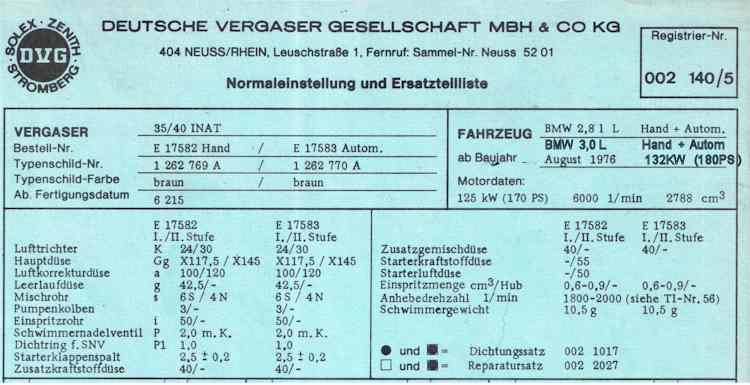 SOLEX · ZENITH
DVG
STROMBERG
DEUTSCHE VERGASER GESELLSCHAFT MBH & CO KG
404 NEUSS/RHEIN, Leuschstraße 1, Fernruf: Sammel-Nr. Neuss 52 01
Normaleinstellung und Ersatzteilliste
Registrier-Nr.
002 140/5
VERGASER 35/40 INAT
Bestell-Nr. E 17582 Hand / E 17583 Autom.
Typenschild-Nr. 1 262 769 A / 1 262 770 A
Typenschild-Farbe braun / braun
Ab. Fertigungsdatum 6 215
FAHRZEUG BMW 2,8 l L Hand + Autom.
BMW 3,0 L Hand + Autom
ab Baujahr August 1976 132KW (180PS)
Motordaten:
125 kW (170 PS) 6000 1/min 2788 cm³
E 17582 E 17583
I./II. Stufe I./II. Stufe
Lufttrichter K 24/30 24/30
Hauptdüse Gg X117,5 / X145 X117,5 / X145
Luftkorrekturdüse a 100/120 100/120
Leerlaufdüse g 42,5/- 42,5/-
Mischrohr s 6S / 4N 6S / 4N
Pumpenkolben 3/- 3/-
Einspritzrohr i 50/- 50/-
Schwimmernadelventil P 2,0 m. K. 2,0 m. K.
Dichtring f. SNV P1 1,0 1,0
Starterklappenspalt 2,5 ± 0,2 2,5 ± 0,2
Zusatzkraftstoffdüse 40/- 40/-
E 17582 E 17583
I./II. Stufe I./II. Stufe
Zusatzgemischdüse 40/- 40/-
Starterkraftstoffdüse -/55
Starterluftdüse -/50
Einspritzmenge cm³/Hub 0,6-0,9/- 0,6-0,9/-
Anhebedrehzahl 1/min 1800-2000 (siehe TI-Nr. 56)
Schwimmergewicht 10,5 g 10,5 g
und = Dichtungssatz 002 1017
und = Reparatursatz 002 2027